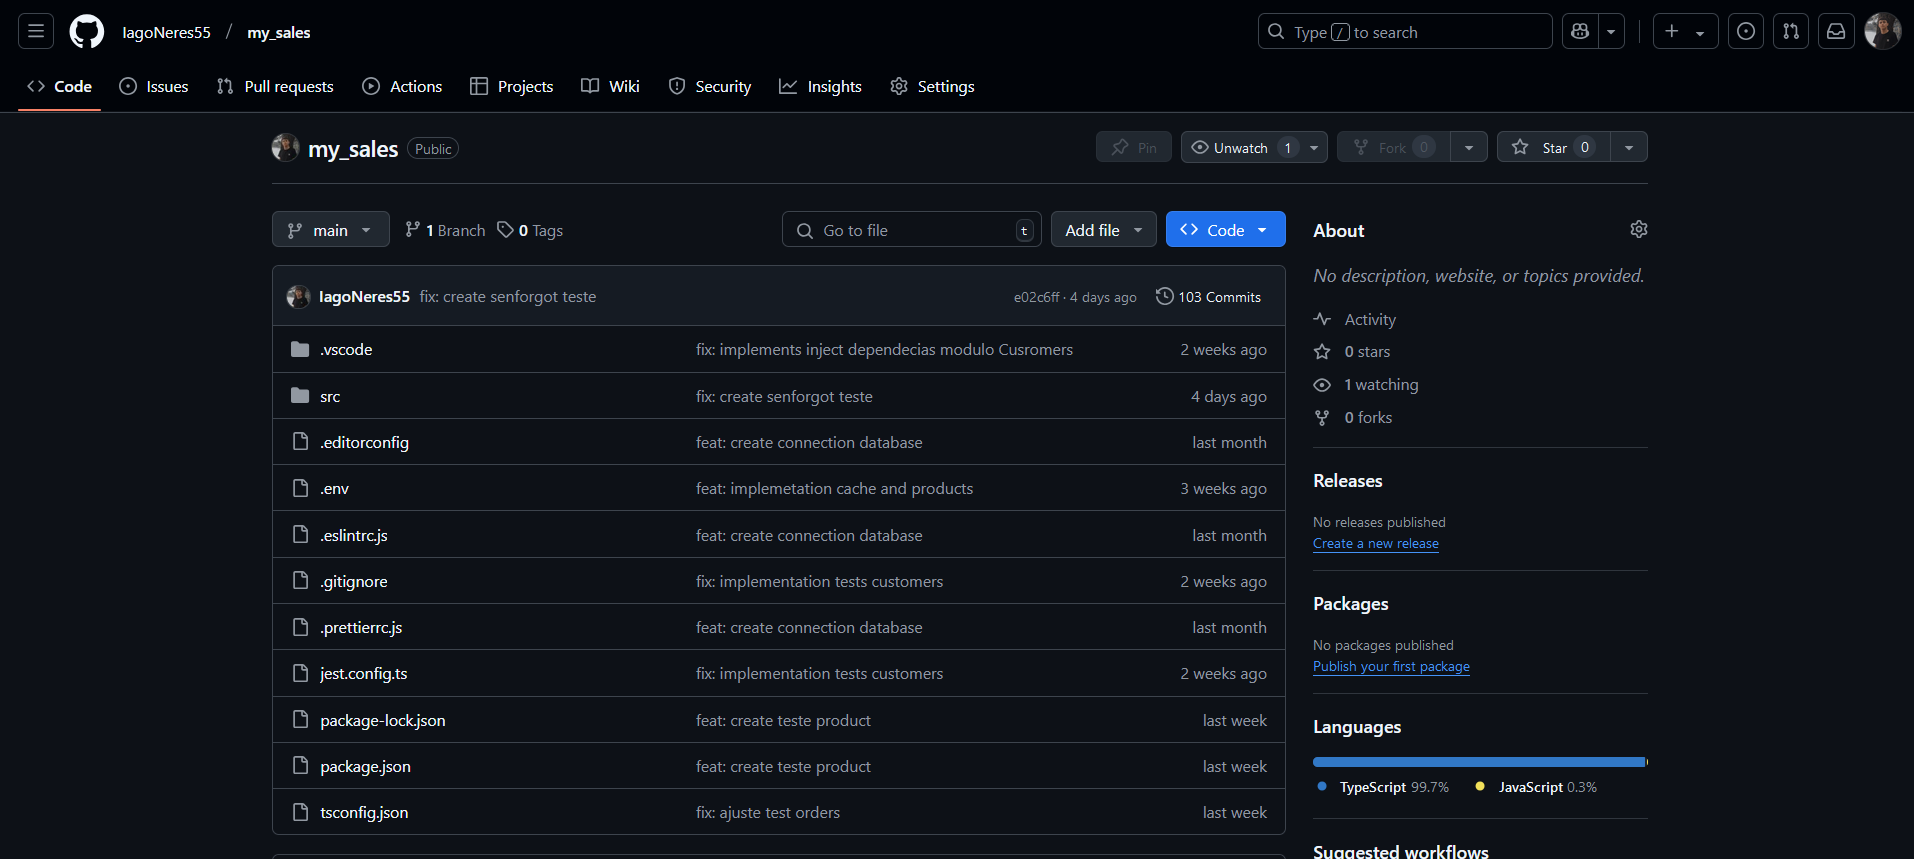 IagoNeres55 / my_sales
Type / to search
Code Issues Pull requests Actions Projects Wiki Security Insights Settings
my_sales Public
Pin Unwatch 1 Fork 0 Star 0
main 1 Branch 0 Tags Go to file t Add file Code
IagoNeres55 fix: create senforgot teste e02c6ff · 4 days ago 103 Commits
.vscode fix: implements inject dependecias modulo Cusromers 2 weeks ago
src fix: create senforgot teste 4 days ago
.editorconfig feat: create connection database last month
.env feat: implemetation cache and products 3 weeks ago
.eslintrc.js feat: create connection database last month
.gitignore fix: implementation tests customers 2 weeks ago
.prettierrc.js feat: create connection database last month
jest.config.ts fix: implementation tests customers 2 weeks ago
package-lock.json feat: create teste product last week
package.json feat: create teste product last week
tsconfig.json fix: ajuste test orders last week
About
No description, website, or topics provided.
Activity
0 stars
1 watching
0 forks
Releases
No releases published
Create a new release
Packages
No packages published
Publish your first package
Languages
TypeScript 99.7% JavaScript 0.3%
Suggested workflows